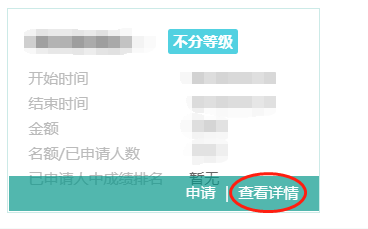 不分等级
开始时间
结束时间
金额
名额/已申请人数
已申请人中成绩排名 暂无
申请 | 查看详情